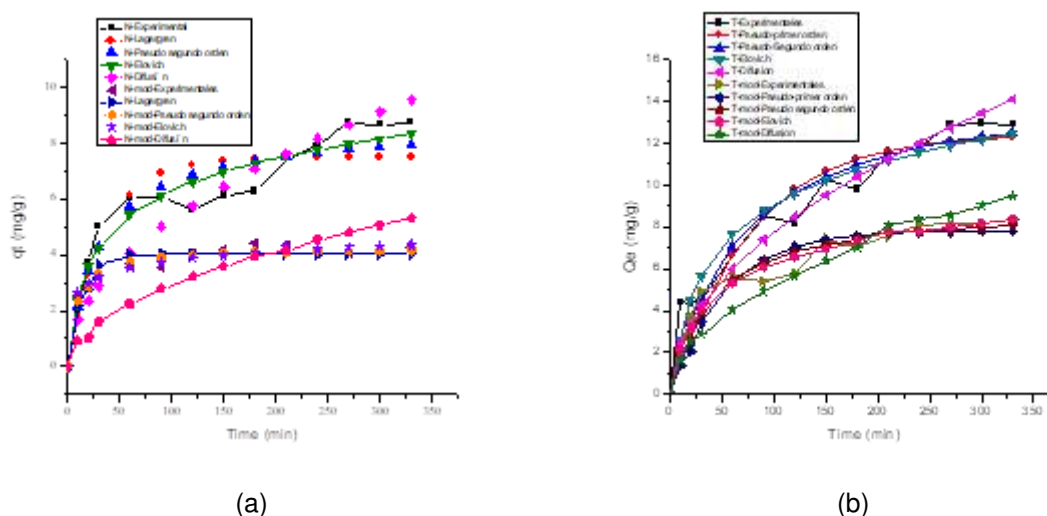 N-Experimental
N-Lagergren
N-Pseudo segundo orden
N-Elovich
N-Difusi n
N-mod-Experimentales
N-Lagergren
N-mod-Pseudo segundo orden
N-mod-Elovich
N-mod-Difusi n
qt (mg/g)
10
8
6
4
2
0
0 50 100 150 200 250 300 350
Time (min)
(a)
T-Experimentales
T-Pseudo-primer orden
T-Pseudo-Segundo orden
T-Elovich
T-Difusion
T-mod-Experimentales
T-mod-Pseudo-primer orden
T-mod-Pseudo segundo orden
T-mod-Elovich
T-mod-Difusion
Qe (mg/g)
16
14
12
10
8
6
4
2
0
0 50 100 150 200 250 300 350
Time (min)
(b)